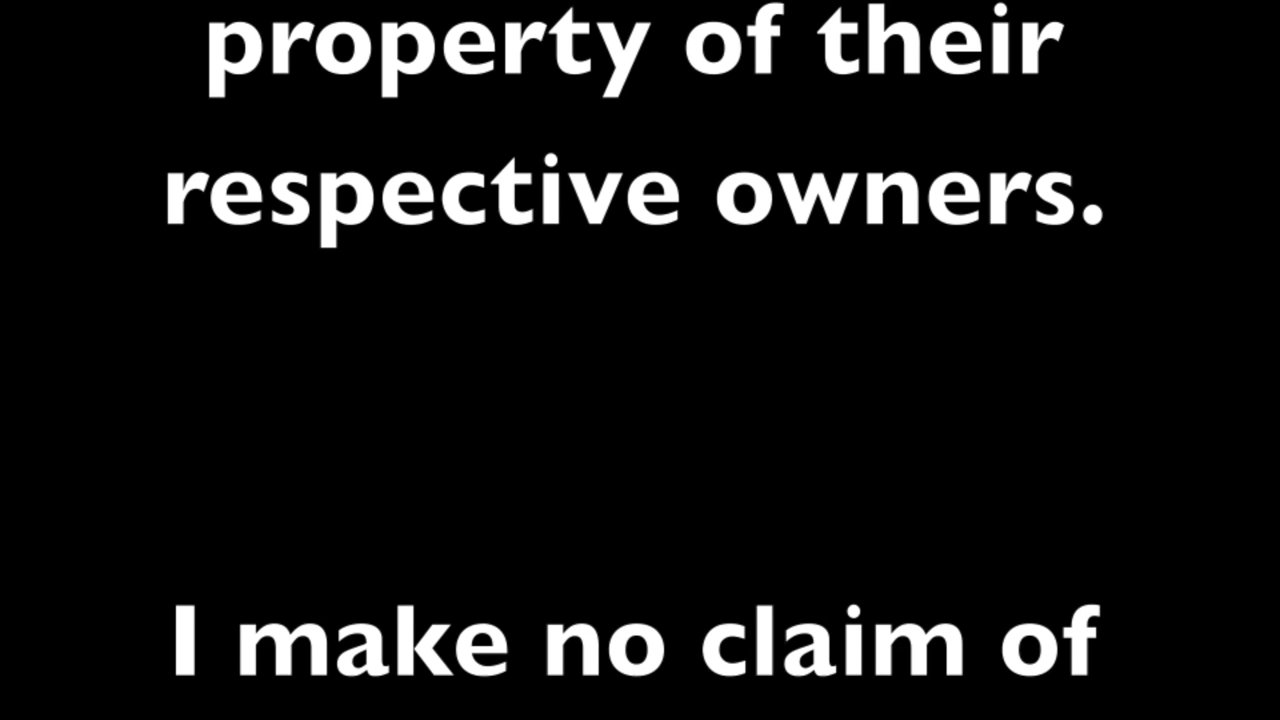 property of their
respective owners.
I make no claim of